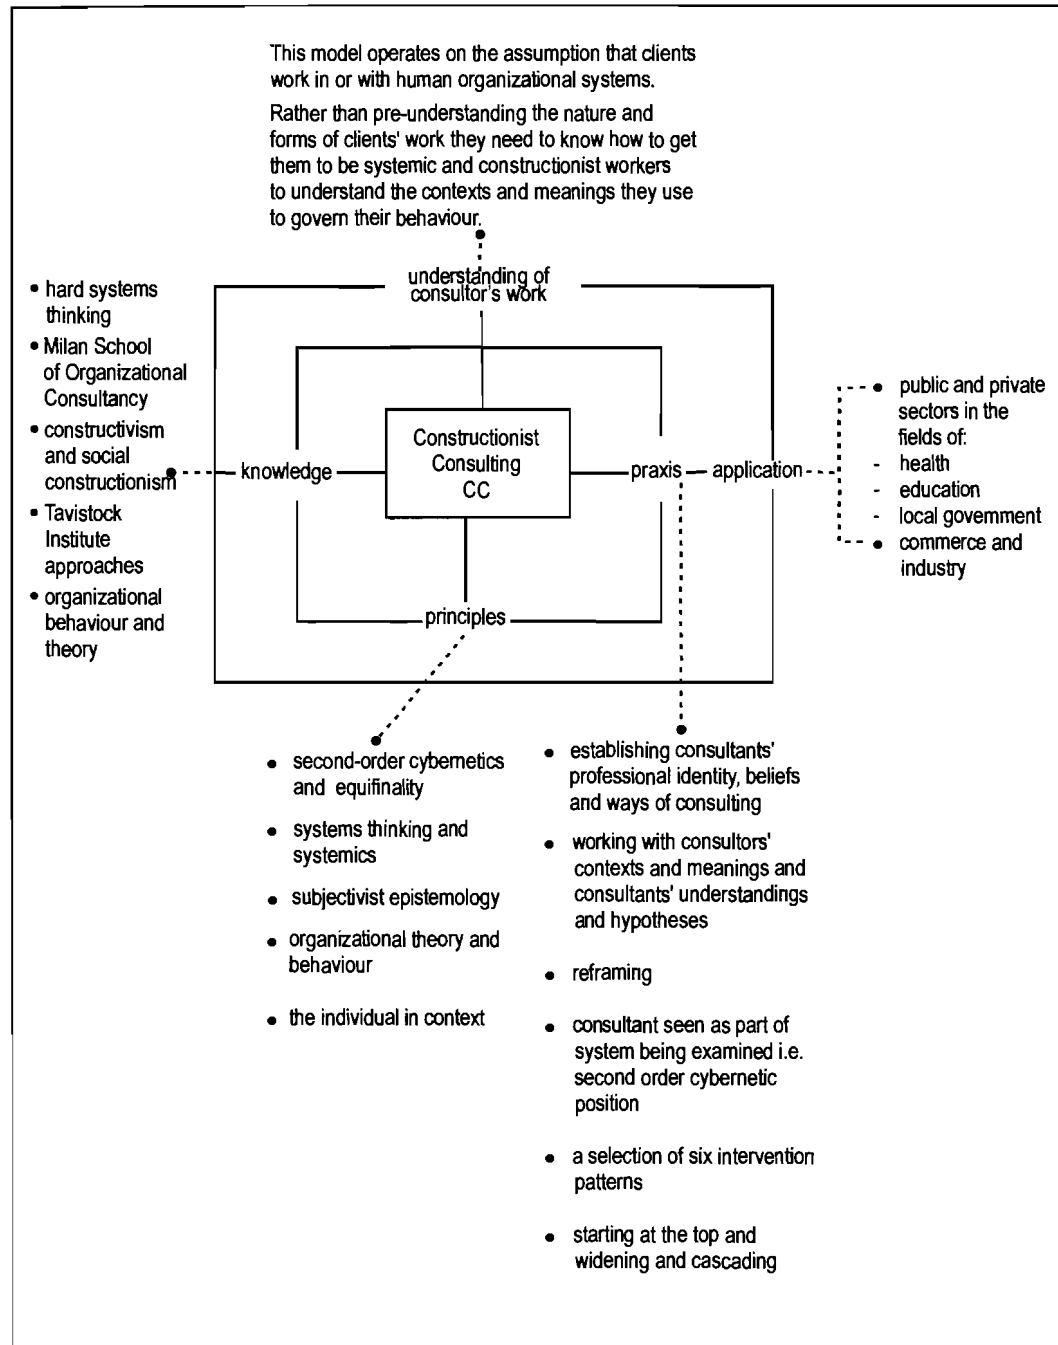 This model operates on the assumption that clients
work in or with human organizational systems.
Rather than pre-understanding the nature and
forms of clients' work they need to know how to get
them to be systemic and constructionist workers
to understand the contexts and meanings they use
to govern their behaviour.
understanding of
consultor's work
• hard systems
thinking
• Milan School
of Organizational
Consultancy
• constructivism
and social
constructionism
• Tavistock
Institute
approaches
• organizational
behaviour and
theory
knowledge
Constructionist
Consulting
CC
praxis
application
principles
• public and private
sectors in the
fields of:
- health
- education
- local government
• commerce and
industry
• second-order cybernetics
and equifinality
• systems thinking and
systemics
• subjectivist epistemology
• organizational theory and
behaviour
• the individual in context
• establishing consultants'
professional identity, beliefs
and ways of consulting
• working with consultors'
contexts and meanings and
consultants' understandings
and hypotheses
• reframing
• consultant seen as part of
system being examined i.e.
second order cybernetic
position
• a selection of six intervention
patterns
• starting at the top and
widening and cascading